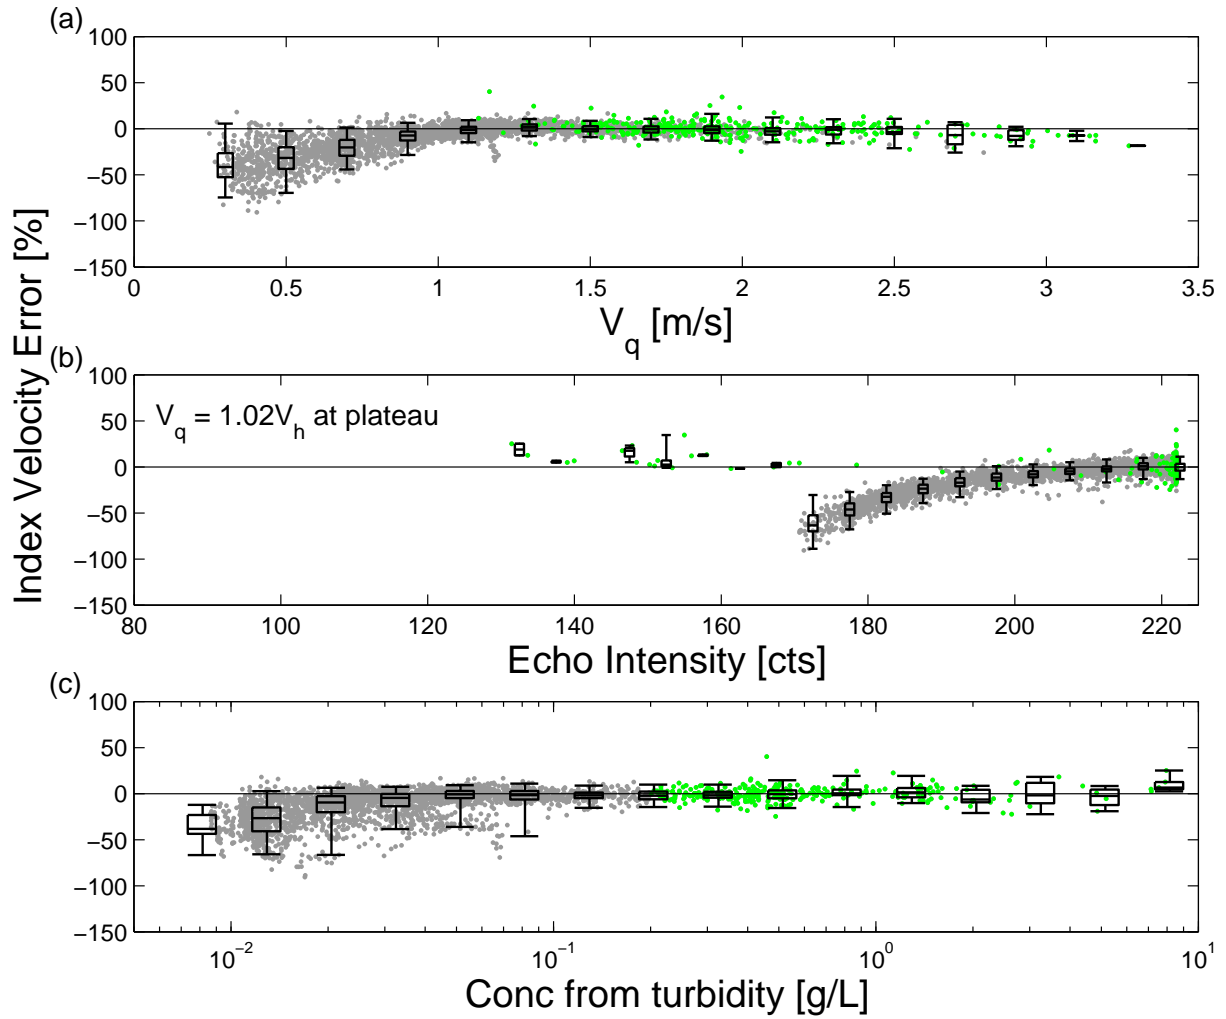 (a)
100
50
0
−50
−100
−150
0 0.5 1 1.5 2 2.5 3 3.5
V_q [m/s]
Index Velocity Error [%]
(b)
100
50
0
−50
−100
−150
V_q = 1.02V_h at plateau
80 100 120 140 160 180 200 220
Echo Intensity [cts]
(c)
100
50
0
−50
−100
−150
10^−2 10^−1 10^0 10^1
Conc from turbidity [g/L]